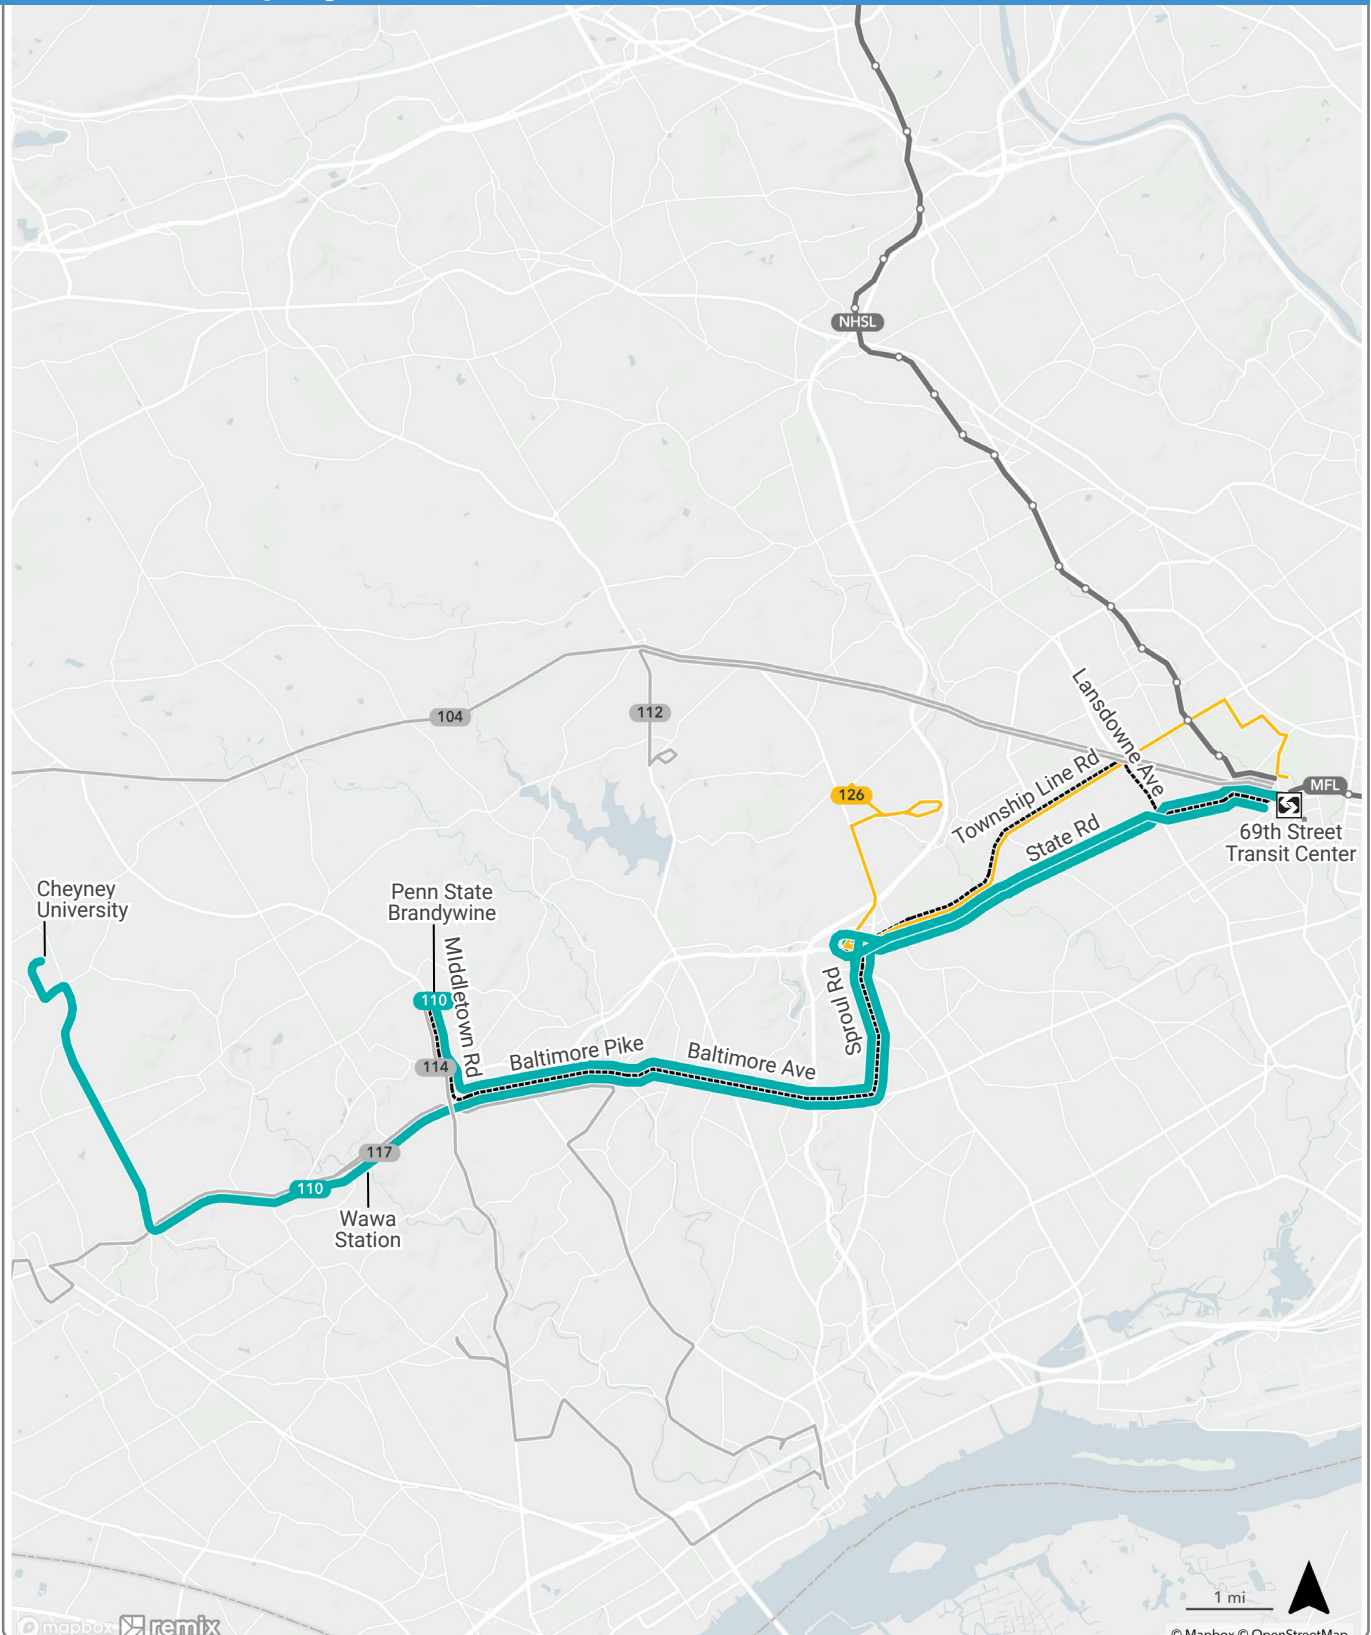 NHSL
Lansdowne Ave
104
112
Township Line Rd
126
MFL
State Rd
69th Street
Transit Center
Cheyney
University
Penn State
Brandywine
MIddletown Rd
Sproul Rd
110
Baltimore Pike
Baltimore Ave
114
117
110
Wawa
Station
1 mi
mapbox
remix
© Mapbox © OpenStreetMap